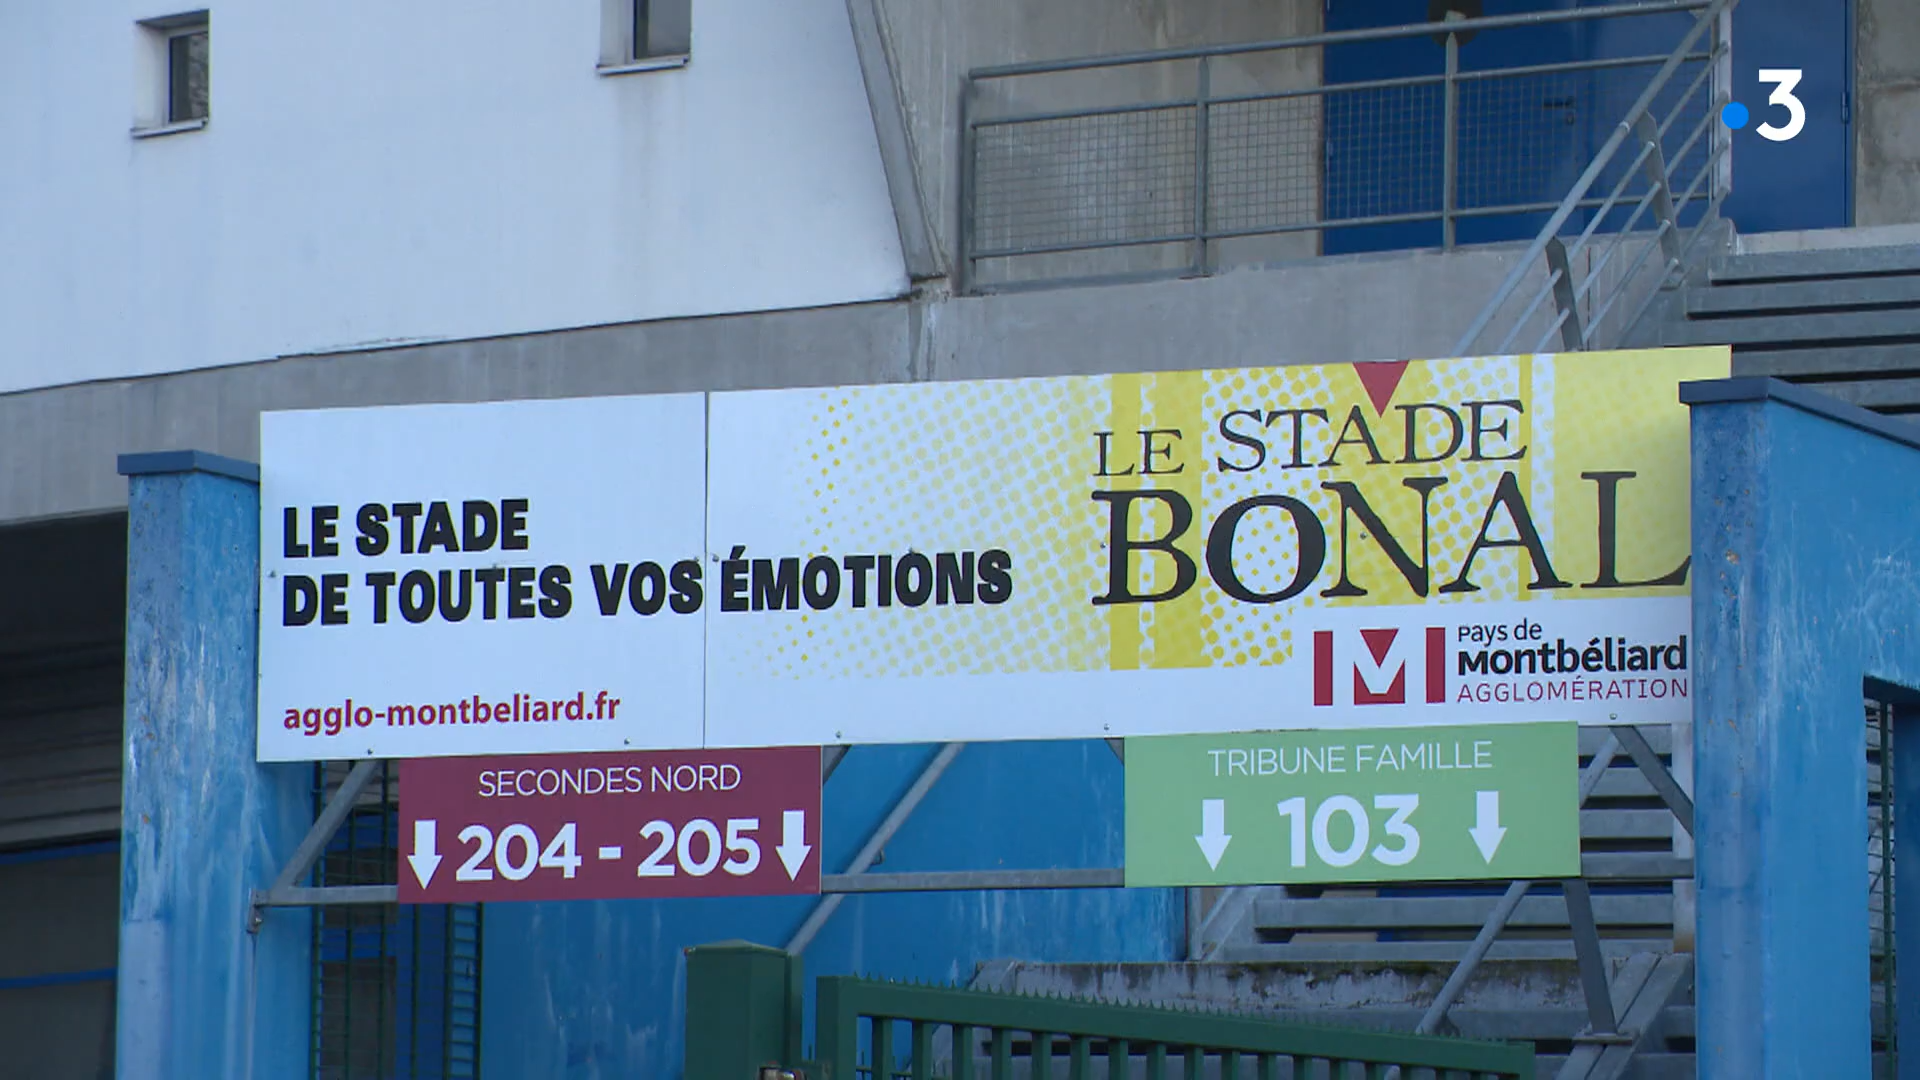 3
LE STADE
BONAL
LE STADE
DE TOUTES VOS ÉMOTIONS
Pays de
Montbéliard
AGGLOMÉRATION
agglo-montbeliard.fr
SECONDES NORD
204 - 205
TRIBUNE FAMILLE
103